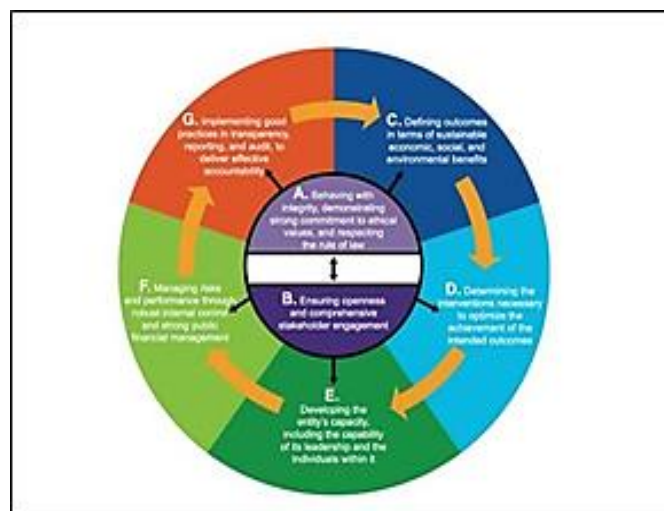 G. Implementing good
practices in transparency,
reporting, and audit, to
deliver effective
accountability
C. Defining outcomes
in terms of sustainable
economic, social, and
environmental benefits
A. Behaving with
integrity, demonstrating
strong commitment to ethical
values, and respecting
the rule of law
B. Ensuring openness
and comprehensive
stakeholder engagement
D. Determining the
interventions necessary
to optimize the
achievement of the
intended outcomes
E.
Developing the
entity's capacity,
including the capability
of its leadership and the
individuals within it
F. Managing risks
and performance through
robust internal control
and strong public
financial management